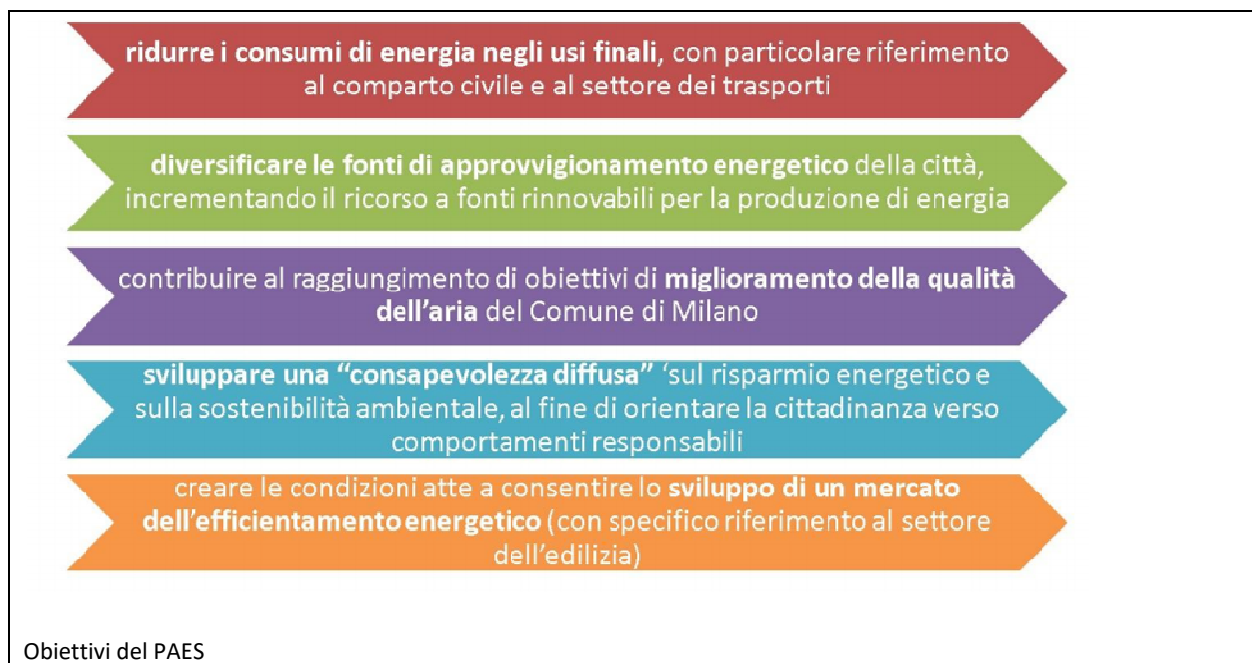 ridurre i consumi di energia negli usi finali, con particolare riferimento
al comparto civile e al settore dei trasporti
diversificare le fonti di approvvigionamento energetico della città,
incrementando il ricorso a fonti rinnovabili per la produzione di energia
contribuire al raggiungimento di obiettivi di miglioramento della qualità
dell'aria del Comune di Milano
sviluppare una “consapevolezza diffusa” ‘sul risparmio energetico e
sulla sostenibilità ambientale, al fine di orientare la cittadinanza verso
comportamenti responsabili
creare le condizioni atte a consentire lo sviluppo di un mercato
dell'efficientamento energetico (con specifico riferimento al settore
dell'edilizia)
Obiettivi del PAES